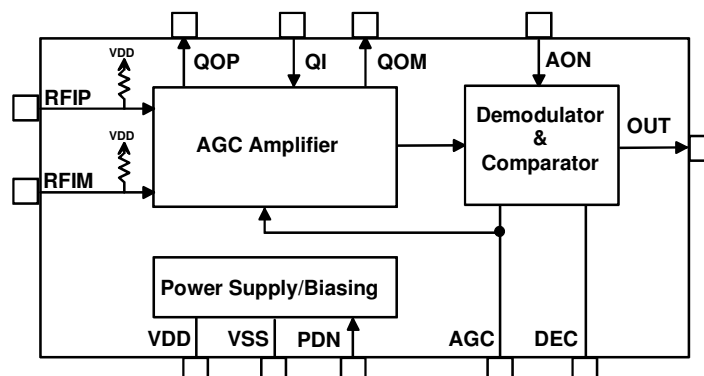 VDD
QOP
QI
QOM
AON
RFIP
AGC Amplifier
Demodulator
&
Comparator
OUT
VDD
RFIM
Power Supply/Biasing
VDD
VSS
PDN
AGC
DEC